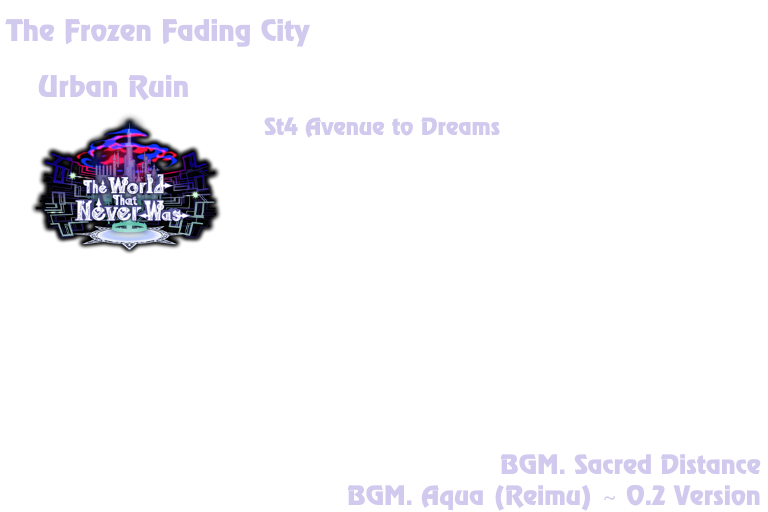 The Frozen Fading City
Urban Ruin
St4 Avenue to Dreams
The World
That
Never Was
BGM. Sacred Distance
BGM. Aqua (Reimu) ~ 0.2 Version